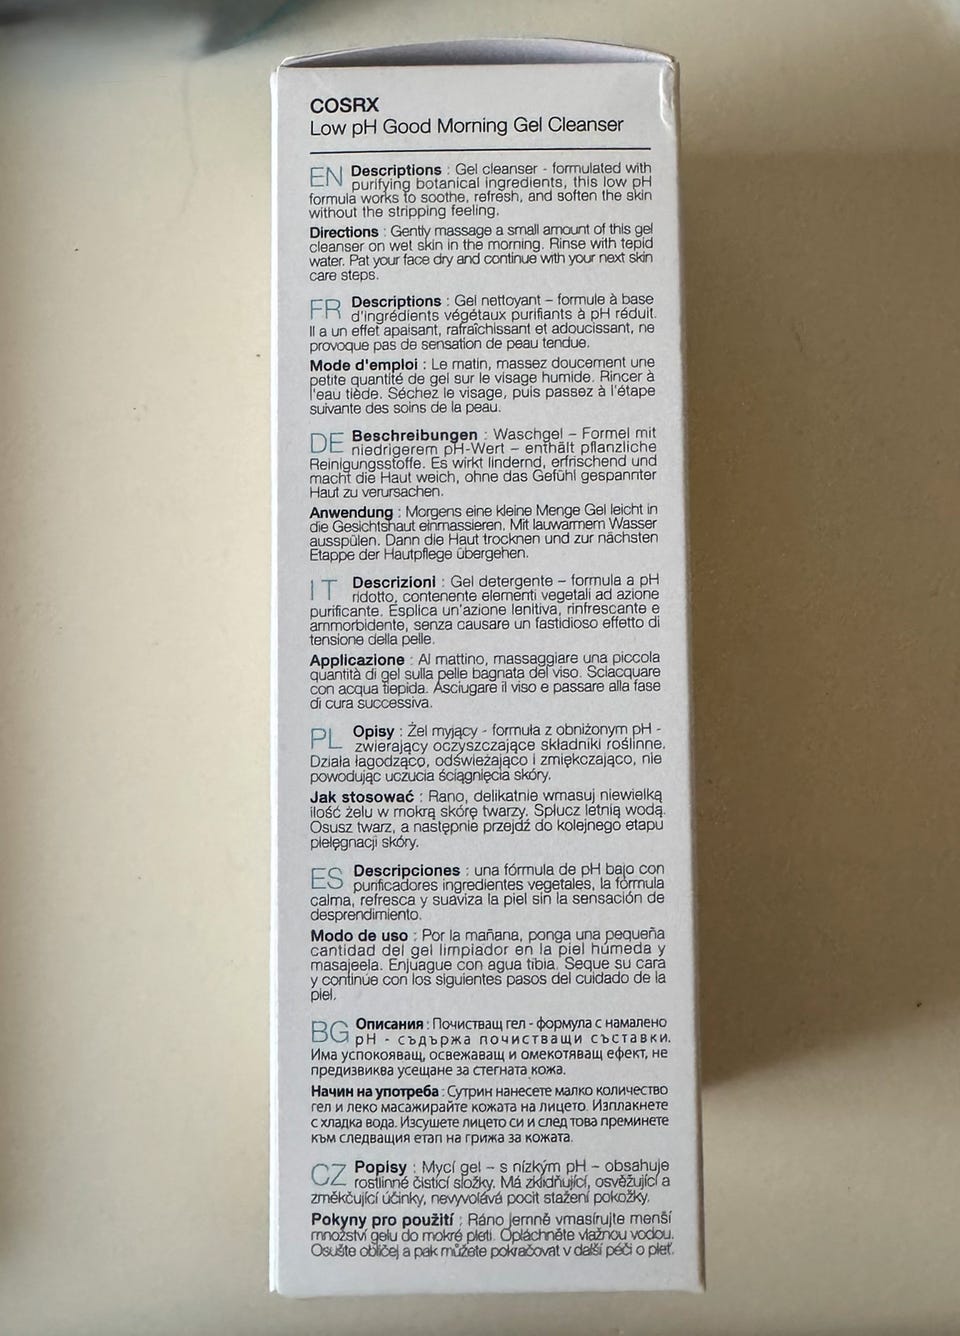 COSRX
Low pH Good Morning Gel Cleanser
EN Descriptions : Gel cleanser - formulated with
purifying botanical ingredients, this low pH
formula works to soothe, refresh, and soften the skin
without the stripping feeling.
Directions : Gently massage a small amount of this gel
cleanser on wet skin in the morning. Rinse with tepid
water. Pat your face dry and continue with your next skin
care steps.
FR Descriptions : Gel nettoyant – formule à base
d'ingrédients végétaux purifiants à pH réduit.
Il a un effet apaisant, rafraîchissant et adoucissant, ne
provoque pas de sensation de peau tendue.
Mode d'emploi : Le matin, massez doucement une
petite quantité de gel sur le visage humide. Rincer à
l'eau tiède. Séchez le visage, puis passez à l'étape
suivante des soins de la peau.
DE Beschreibungen : Waschgel – Formel mit
niedrigerem pH-Wert – enthält pflanzliche
Reinigungsstoffe. Es wirkt lindernd, erfrischend und
macht die Haut weich, ohne das Gefühl gespannter
Haut zu verursachen.
Anwendung : Morgens eine kleine Menge Gel leicht in
die Gesichtshaut einmassieren. Mit lauwarmem Wasser
ausspülen. Dann die Haut trocknen und zur nächsten
Etappe der Hautpflege übergehen.
IT Descrizioni : Gel detergente – formula a pH
ridotto, contenente elementi vegetali ad azione
purificante. Esplica un'azione lenitiva, rinfrescante e
ammorbidente, senza causare un fastidioso effetto di
tensione della pelle.
Applicazione : Al mattino, massaggiare una piccola
quantità di gel sulla pelle bagnata del viso. Sciacquare
con acqua tiepida. Asciugare il viso e passare alla fase
di cura successiva.
PL Opisy : Żel myjący - formuła z obniżonym pH -
zwierający oczyszczające składniki roślinne.
Działa łagodząco, odświeżająco i zmiękczająco, nie
powodując uczucia ściągnięcia skóry.
Jak stosować : Rano, delikatnie wmasuj niewielką
ilość żelu w mokrą skórę twarzy. Spłucz letnią wodą.
Osusz twarz, a następnie przejdź do kolejnego etapu
pielęgnacji skóry.
ES Descripciones : una fórmula de pH bajo con
purificadores ingredientes vegetales, la fórmula
calma, refresca y suaviza la piel sin la sensación de
desprendimiento.
Modo de uso : Por la mañana, ponga una pequeña
cantidad del gel limpiador en la piel húmeda y
masajeela. Enjuague con agua tibia. Seque su cara
y continúe con los siguientes pasos del cuidado de la
piel.
BG Описания : Почистващ гел - формула с намалено
pH - съдържа почистващи съставки.
Има успокояващ, освежаващ и омекотяващ ефект, не
предизвиква усещане за стегната кожа.
Начин на употреба : Сутрин нанесете малко количество
гел и леко масажирайте кожата на лицето. Изплакнете
с хладка вода. Изсушете лицето си и след това преминете
към следващия етап на грижа за кожата.
CZ Popisy : Mycí gel – s nízkým pH – obsahuje
rostlinné čisticí složky. Má zklidňující, osvěžující a
změkčující účinky, nevyvolává pocit stažení pokožky.
Pokyny pro použití : Ráno jemně vmasírujte menší
množství gelu do mokré pleti. Opláchněte vlažnou vodou.
Osušte obličej a pak můžete pokračovat v další péči o pleť.